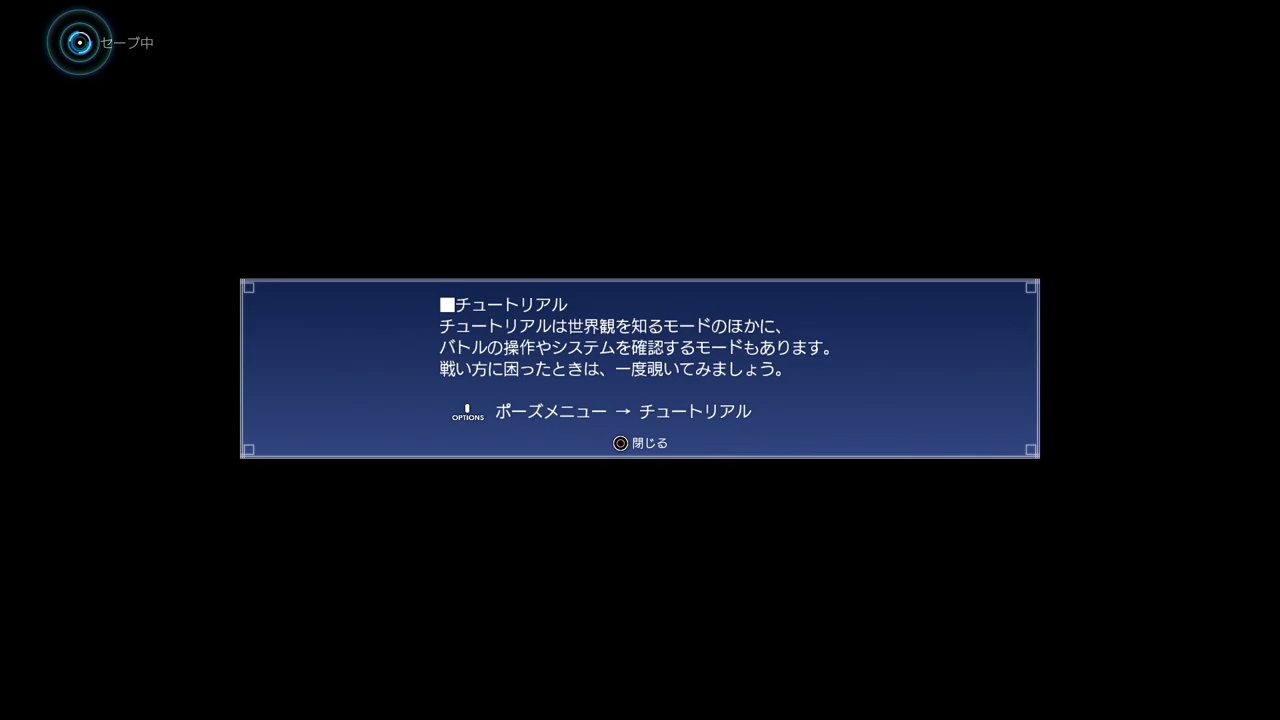 セーブ中
■チュートリアル
チュートリアルは世界観を知るモードのほかに、
バトルの操作やシステムを確認するモードもあります。
戦い方に困ったときは、一度覗いてみましょう。
OPTIONS ポーズメニュー → チュートリアル
閉じる